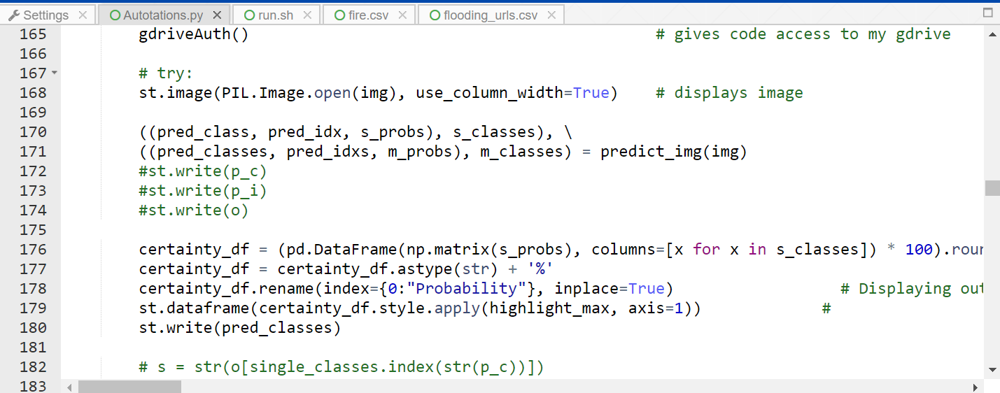 Settings Autotations.py run.sh fire.csv flooding_urls.csv
165 gdriveAuth() # gives code access to my gdrive
166
167 # try:
168 st.image(PIL.Image.open(img), use_column_width=True) # displays image
169
170 ((pred_class, pred_idx, s_probs), s_classes), \
171 ((pred_classes, pred_idxs, m_probs), m_classes) = predict_img(img)
172 #st.write(p_c)
173 #st.write(p_i)
174 #st.write(o)
175
176 certainty_df = (pd.DataFrame(np.matrix(s_probs), columns=[x for x in s_classes]) * 100).rour
177 certainty_df = certainty_df.astype(str) + '%'
178 certainty_df.rename(index={0:"Probability"}, inplace=True) # Displaying out
179 st.dataframe(certainty_df.style.apply(highlight_max, axis=1)) #
180 st.write(pred_classes)
181
182 # s = str(o[single_classes.index(str(p_c))])
183